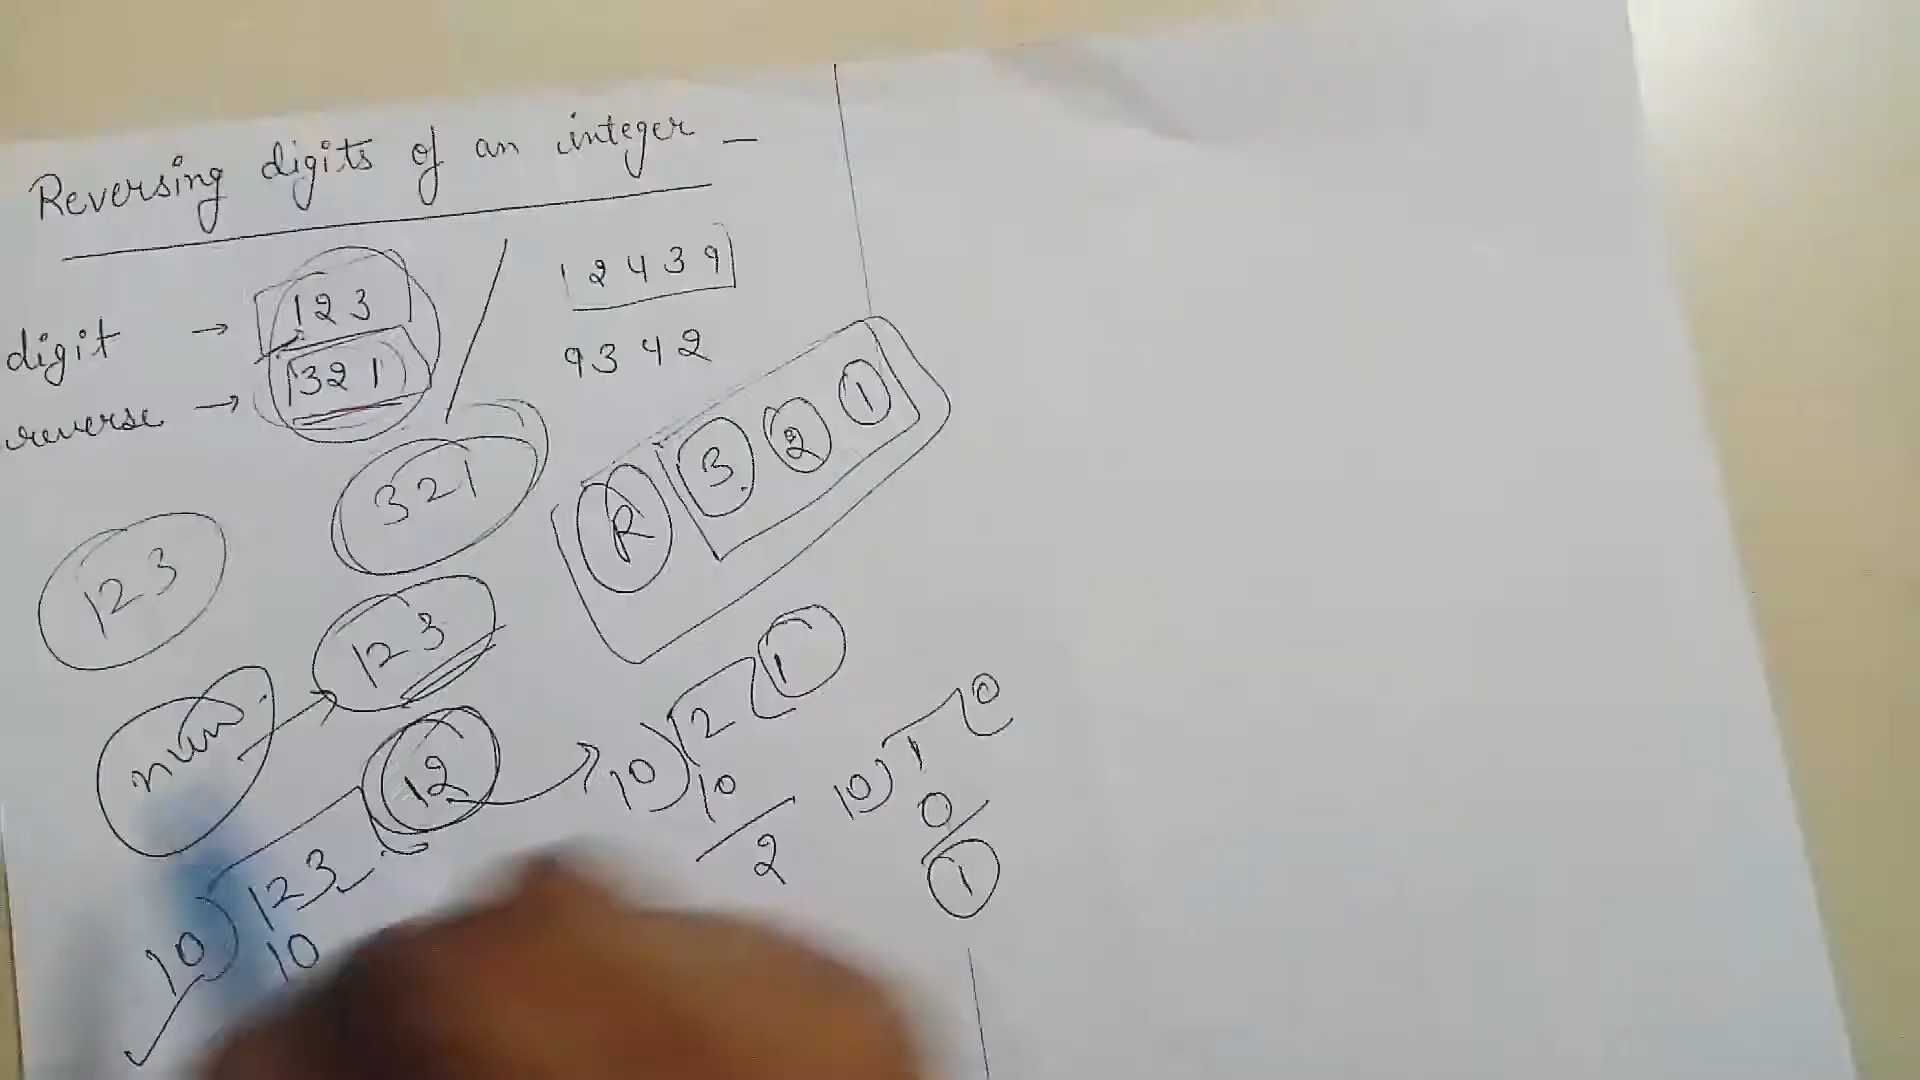 Reversing digits of an integer -
digit → 123
reverse → 321
12439
9342
321
R 3 2 1
123
123
num
12
10) 123
10
10) 2 1
10
2
10) 1 0
0
1